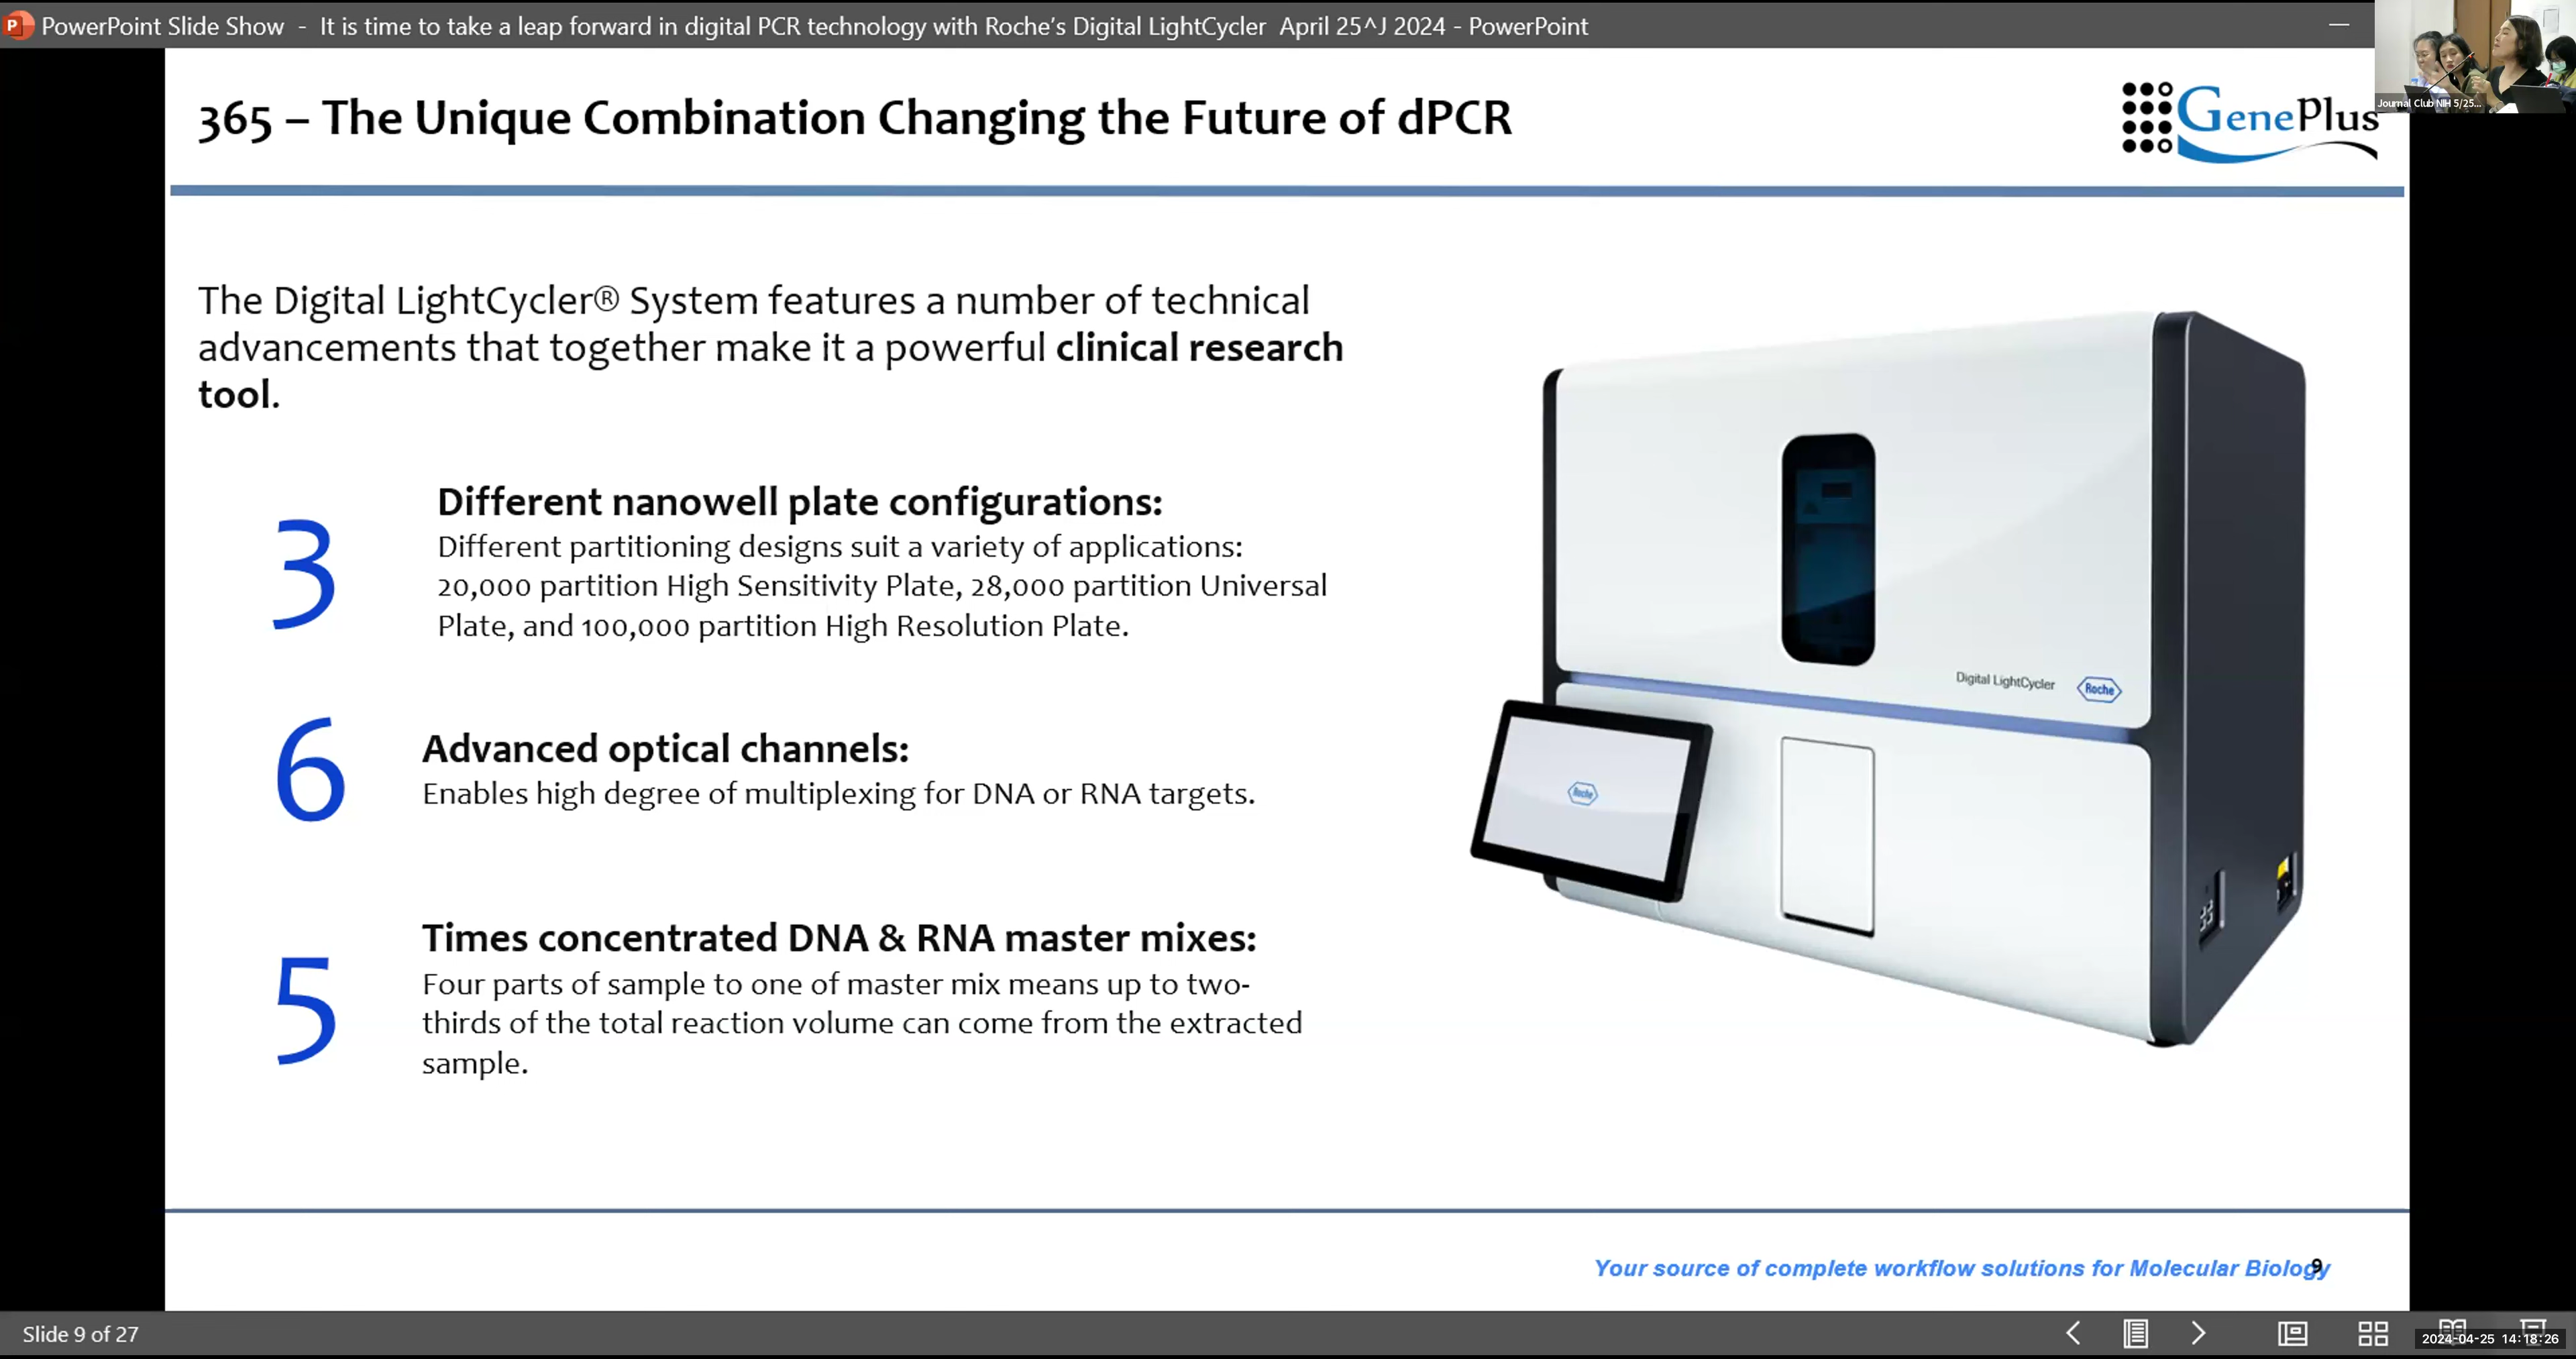 PowerPoint Slide Show - It is time to take a leap forward in digital PCR technology with Roche's Digital LightCycler April 25^J 2024 - PowerPoint
Journal Club NIH 5/25...
365 – The Unique Combination Changing the Future of dPCR
GenePlus
The Digital LightCycler® System features a number of technical
advancements that together make it a powerful clinical research
tool.
3
Different nanowell plate configurations:
Different partitioning designs suit a variety of applications:
20,000 partition High Sensitivity Plate, 28,000 partition Universal
Plate, and 100,000 partition High Resolution Plate.
6
Advanced optical channels:
Enables high degree of multiplexing for DNA or RNA targets.
5
Times concentrated DNA & RNA master mixes:
Four parts of sample to one of master mix means up to two-
thirds of the total reaction volume can come from the extracted
sample.
Digital LightCycler Roche
Roche
Your source of complete workflow solutions for Molecular Biology
9
Slide 9 of 27
2024-04-25 14:18:26